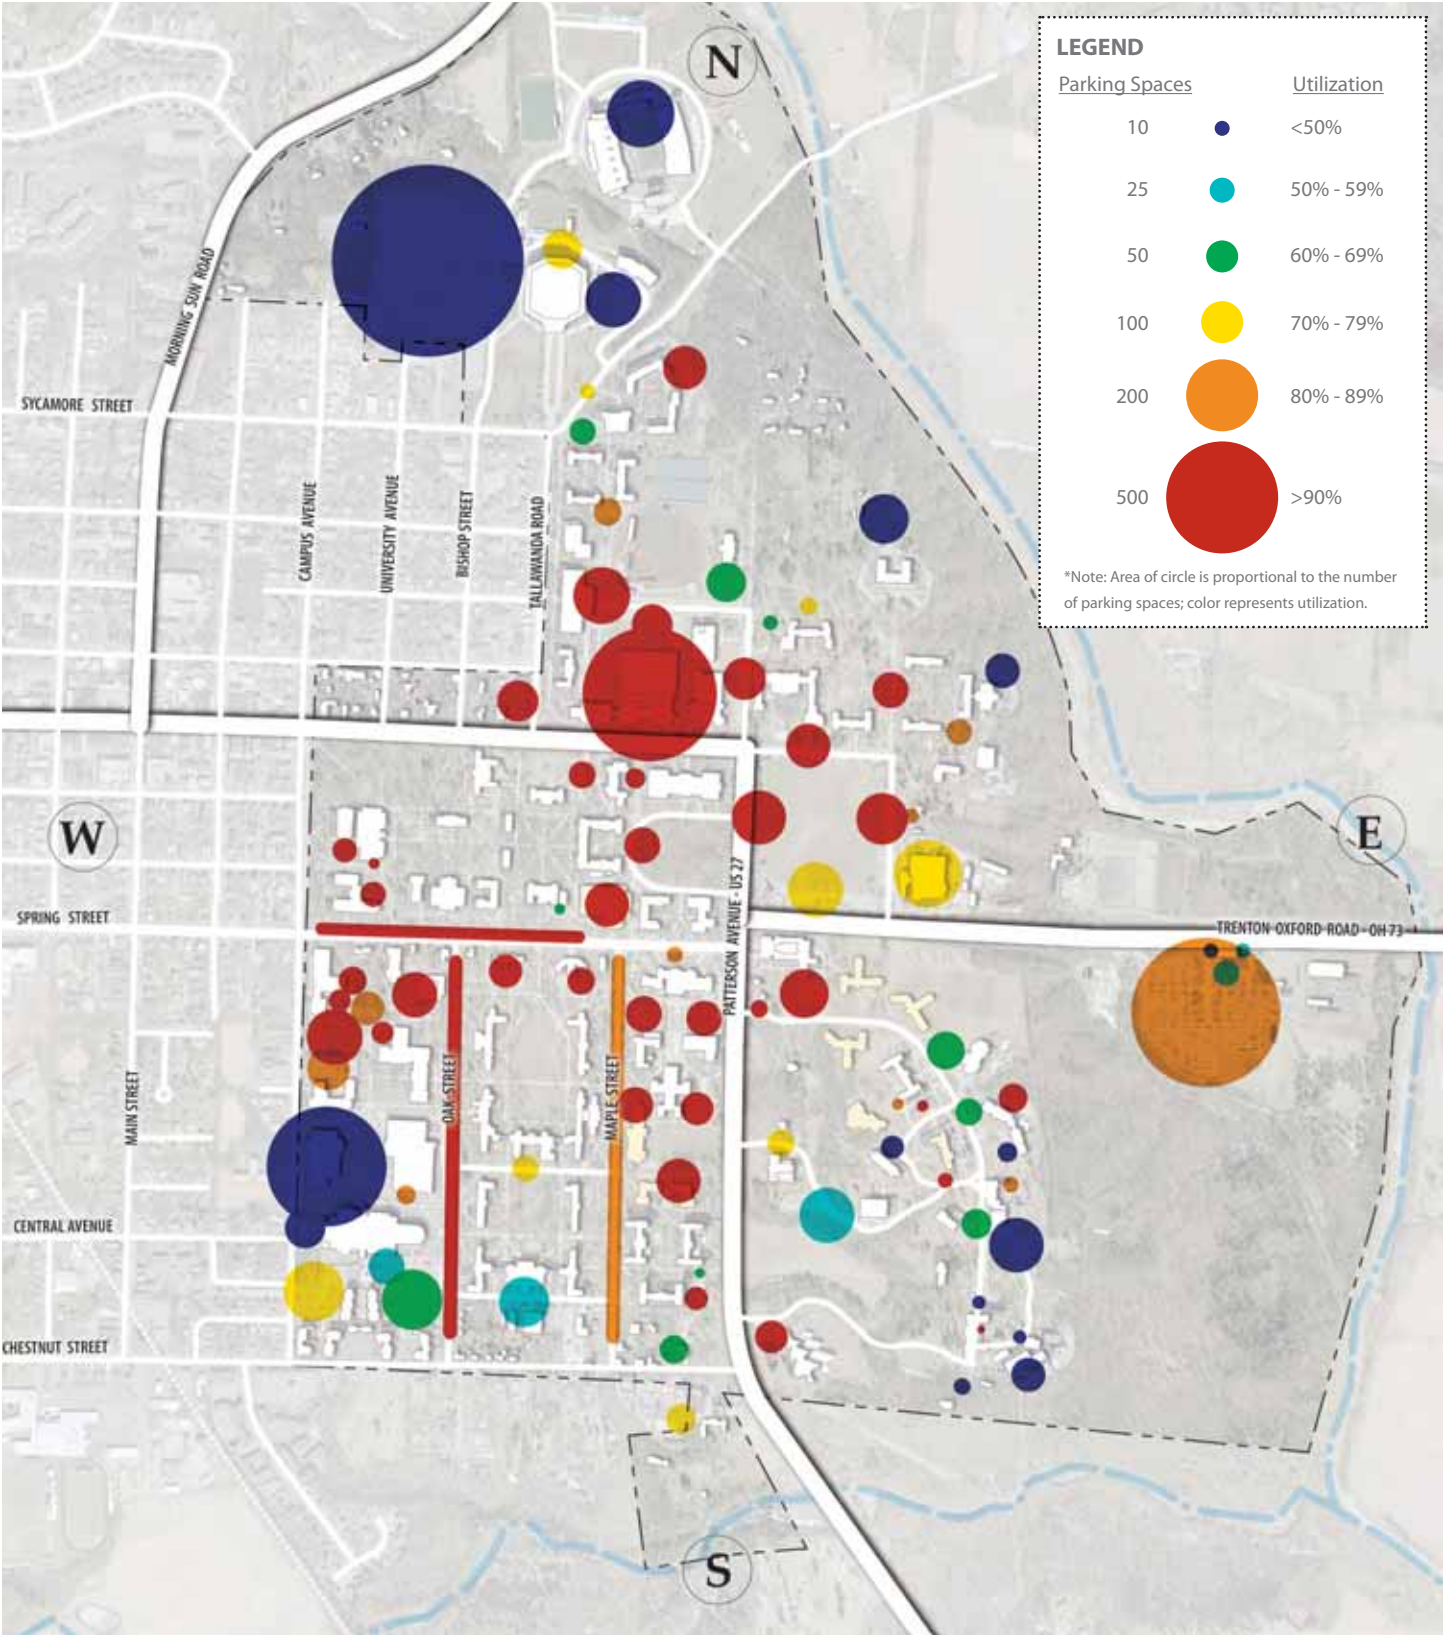 N
LEGEND
Parking Spaces Utilization
10 <50%
25 50% - 59%
50 60% - 69%
100 70% - 79%
200 80% - 89%
500 >90%
*Note: Area of circle is proportional to the number
of parking spaces; color represents utilization.
MORNING SUN ROAD
SYCAMORE STREET
CAMPUS AVENUE
UNIVERSITY AVENUE
BISHOP STREET
TALLAWANDA ROAD
W
E
SPRING STREET
PATTERSON AVENUE - US 27
TRENTON OXFORD ROAD - OH 73
MAIN STREET
OAK STREET
MAPLE STREET
CENTRAL AVENUE
CHESTNUT STREET
S